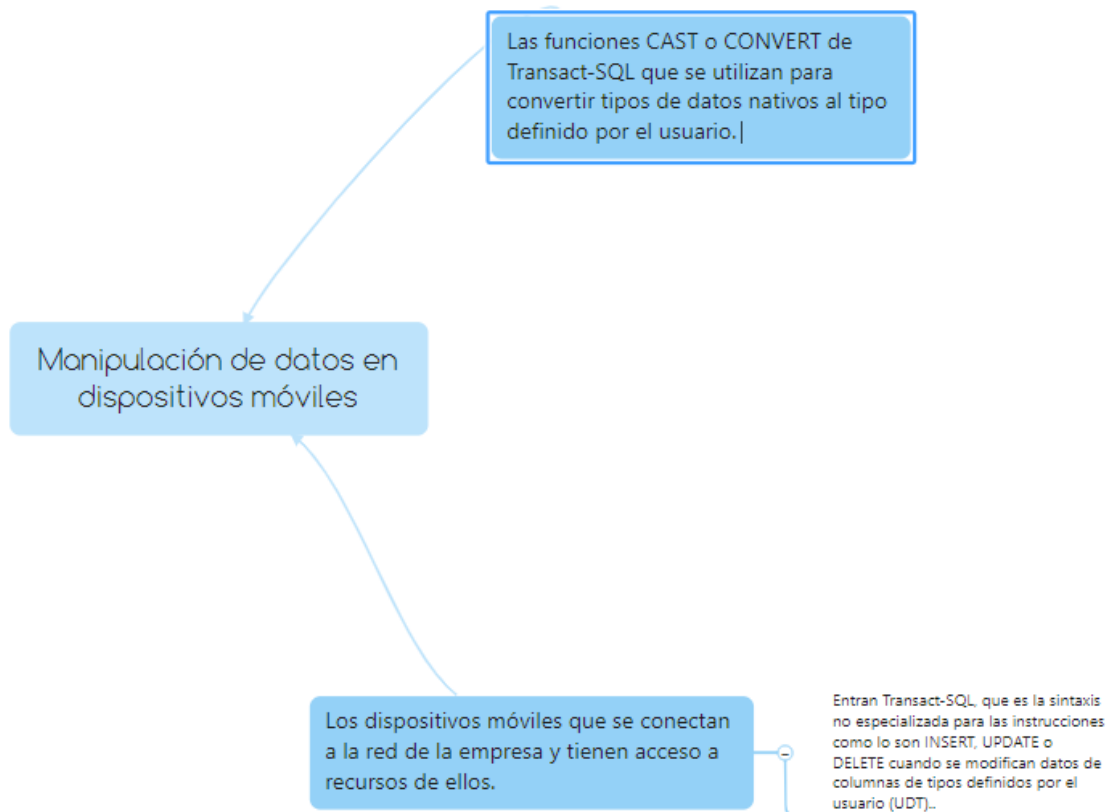 Las funciones CAST o CONVERT de
Transact-SQL que se utilizan para
convertir tipos de datos nativos al tipo
definido por el usuario.
Manipulación de datos en
dispositivos móviles
Los dispositivos móviles que se conectan
a la red de la empresa y tienen acceso a
recursos de ellos.
Entran Transact-SQL, que es la sintaxis
no especializada para las instrucciones
como lo son INSERT, UPDATE o
DELETE cuando se modifican datos de
columnas de tipos definidos por el
usuario (UDT)..